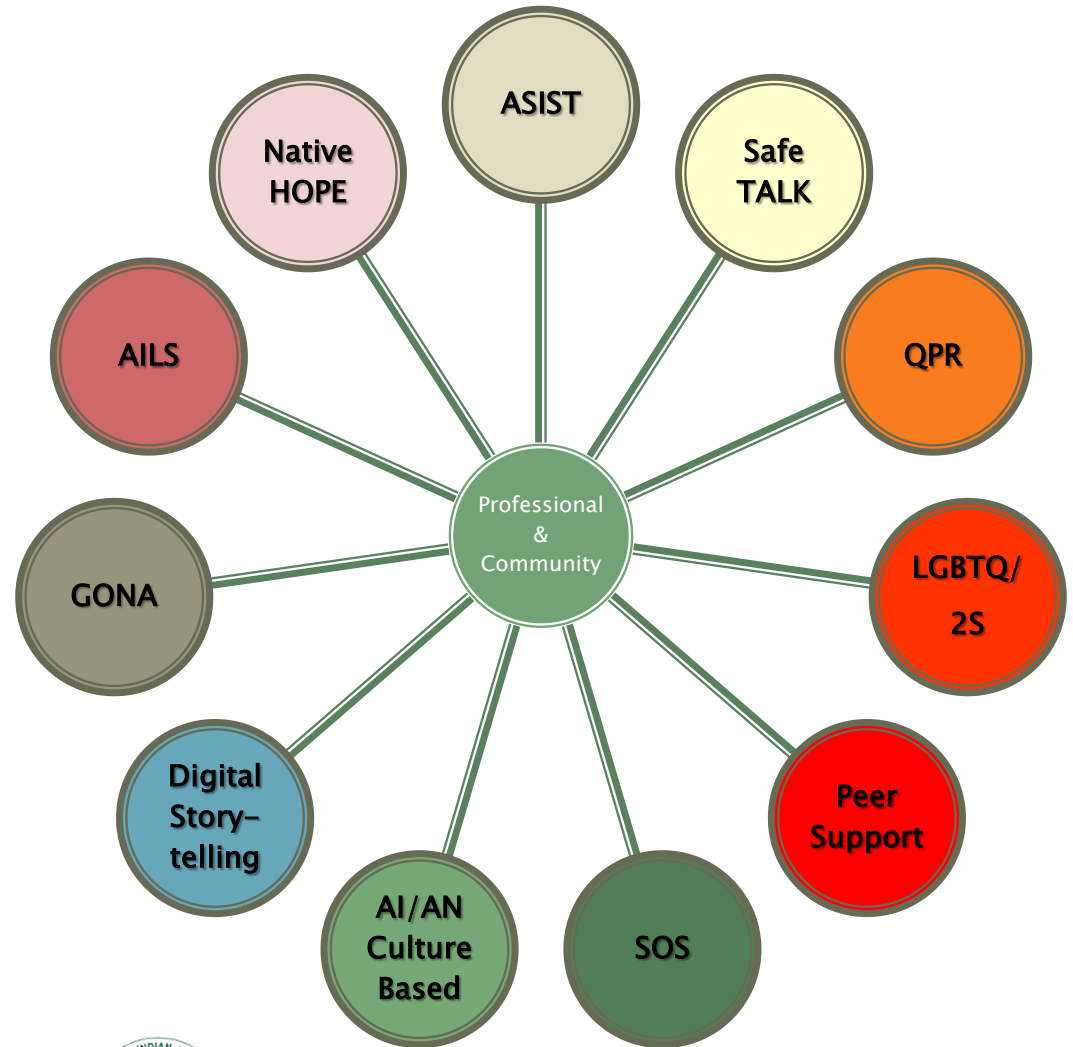 ASIST
Safe
TALK
QPR
LGBTQ/
2S
Peer
Support
SOS
AI/AN
Culture
Based
Digital
Story-
telling
GONA
AILS
Native
HOPE
Professional
&
Community
INDIAN